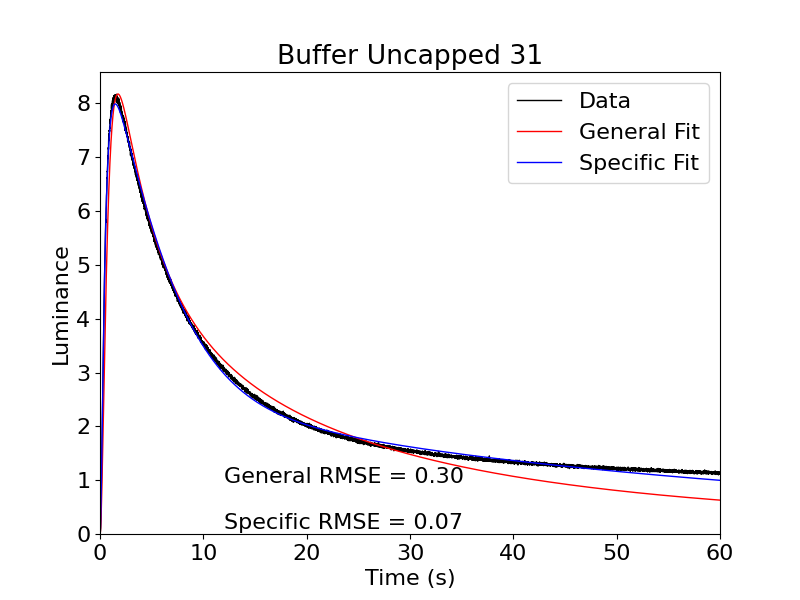 Buffer Uncapped 31
Data
General Fit
Specific Fit
Luminance
8
7
6
5
4
3
2
1
0
General RMSE = 0.30
Specific RMSE = 0.07
0 10 20 30 40 50 60
Time (s)